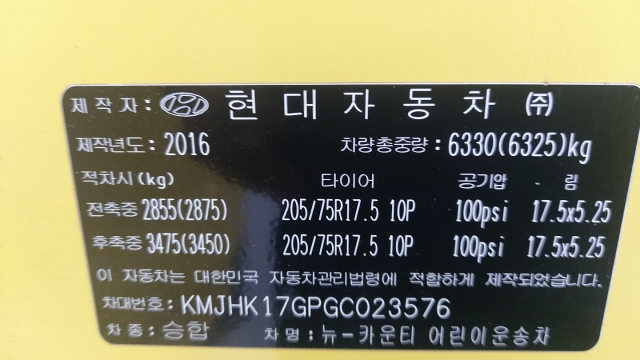 제작자: 현대자동차 ㈜
제작년도: 2016 차량총중량: 6330(6325)kg
적차시(kg) 타이어 공기압 림
전축중 2855(2875) 205/75R17.5 10P 100psi 17.5x5.25
후축중 3475(3450) 205/75R17.5 10P 100psi 17.5x5.25
이 자동차는 대한민국 자동차관리법령에 적합하게 제작되었습니다.
차대번호: KMJHK17GPGC023576
차종: 승합 차명: 뉴-카운티 어린이운송차